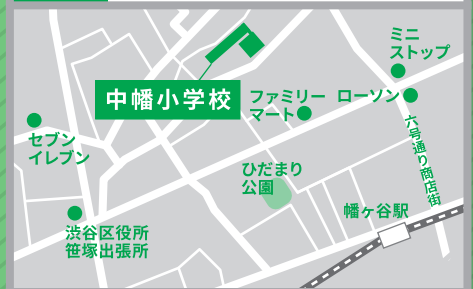 ミニ
ストップ
中幡小学校
ファミリー
マート
ローソン
セブン
イレブン
六号通り商店街
ひだまり
公園
幡ヶ谷駅
渋谷区役所
笹塚出張所